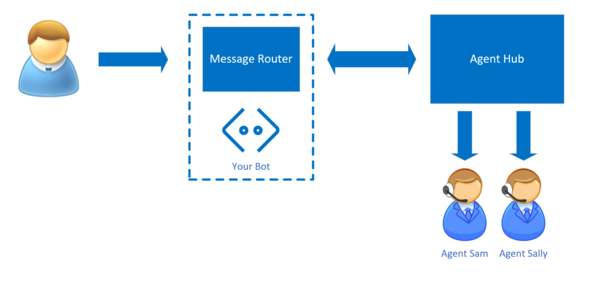 Message Router
Agent Hub
Your Bot
Agent Sam
Agent Sally